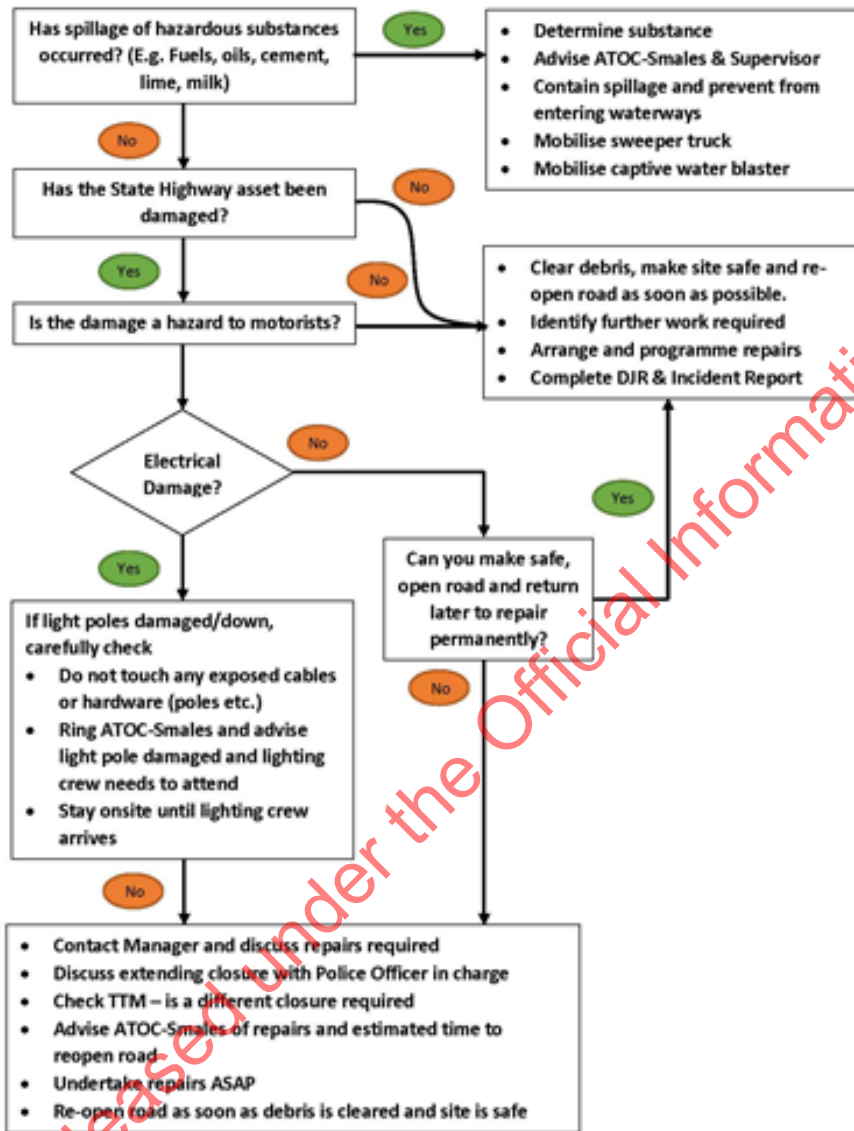 Has spillage of hazardous substances
occurred? (E.g. Fuels, oils, cement,
lime, milk)
Yes
• Determine substance
• Advise ATOC-Smales & Supervisor
• Contain spillage and prevent from
entering waterways
• Mobilise sweeper truck
• Mobilise captive water blaster
No
Has the State Highway asset been
damaged?
No
Yes
No
Is the damage a hazard to motorists?
• Clear debris, make site safe and re-
open road as soon as possible.
• Identify further work required
• Arrange and programme repairs
• Complete DJR & Incident Report
Electrical
Damage?
No
Yes
Yes
Can you make safe,
open road and return
later to repair
permanently?
If light poles damaged/down,
carefully check
• Do not touch any exposed cables
or hardware (poles etc.)
• Ring ATOC-Smales and advise
light pole damaged and lighting
crew needs to attend
• Stay onsite until lighting crew
arrives
No
No
• Contact Manager and discuss repairs required
• Discuss extending closure with Police Officer in charge
• Check TTM – is a different closure required
• Advise ATOC-Smales of repairs and estimated time to
reopen road
• Undertake repairs ASAP
• Re-open road as soon as debris is cleared and site is safe
under the Official